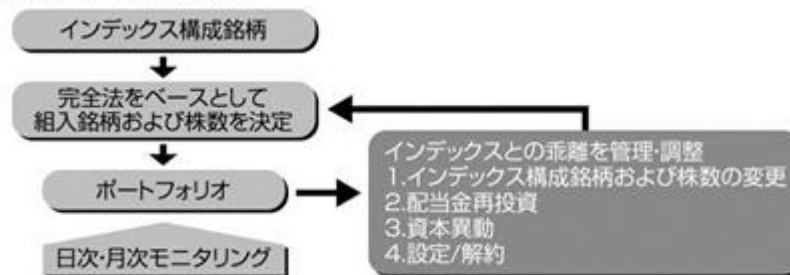 インデックス構成銘柄
完全法をベースとして
組入銘柄および株数を決定
ポートフォリオ
日次・月次モニタリング
インデックスとの乖離を管理・調整
1.インデックス構成銘柄および株数の変更
2.配当金再投資
3.資本異動
4.設定/解約